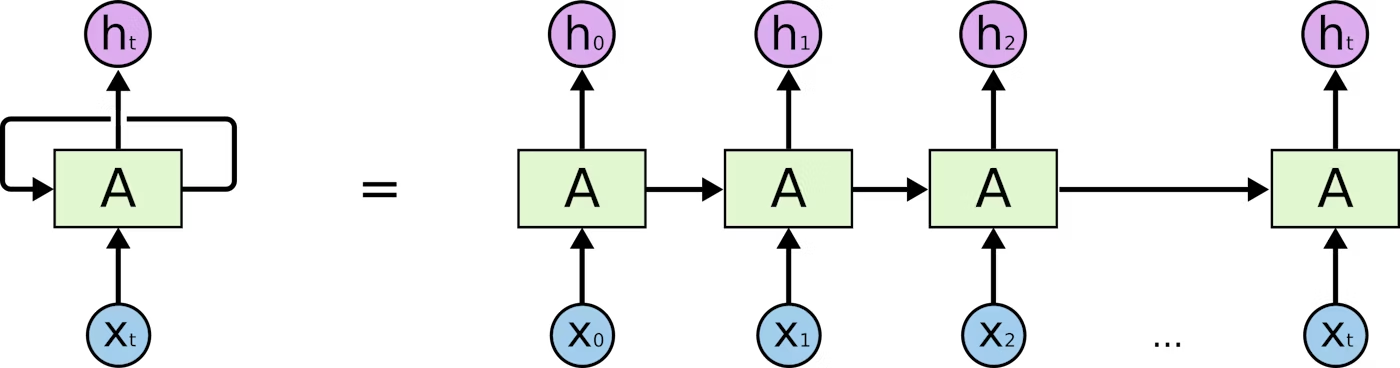 hₜ h₀ h₁ h₂ hₜ
A = A A A A
xₜ x₀ x₁ x₂ ... xₜ